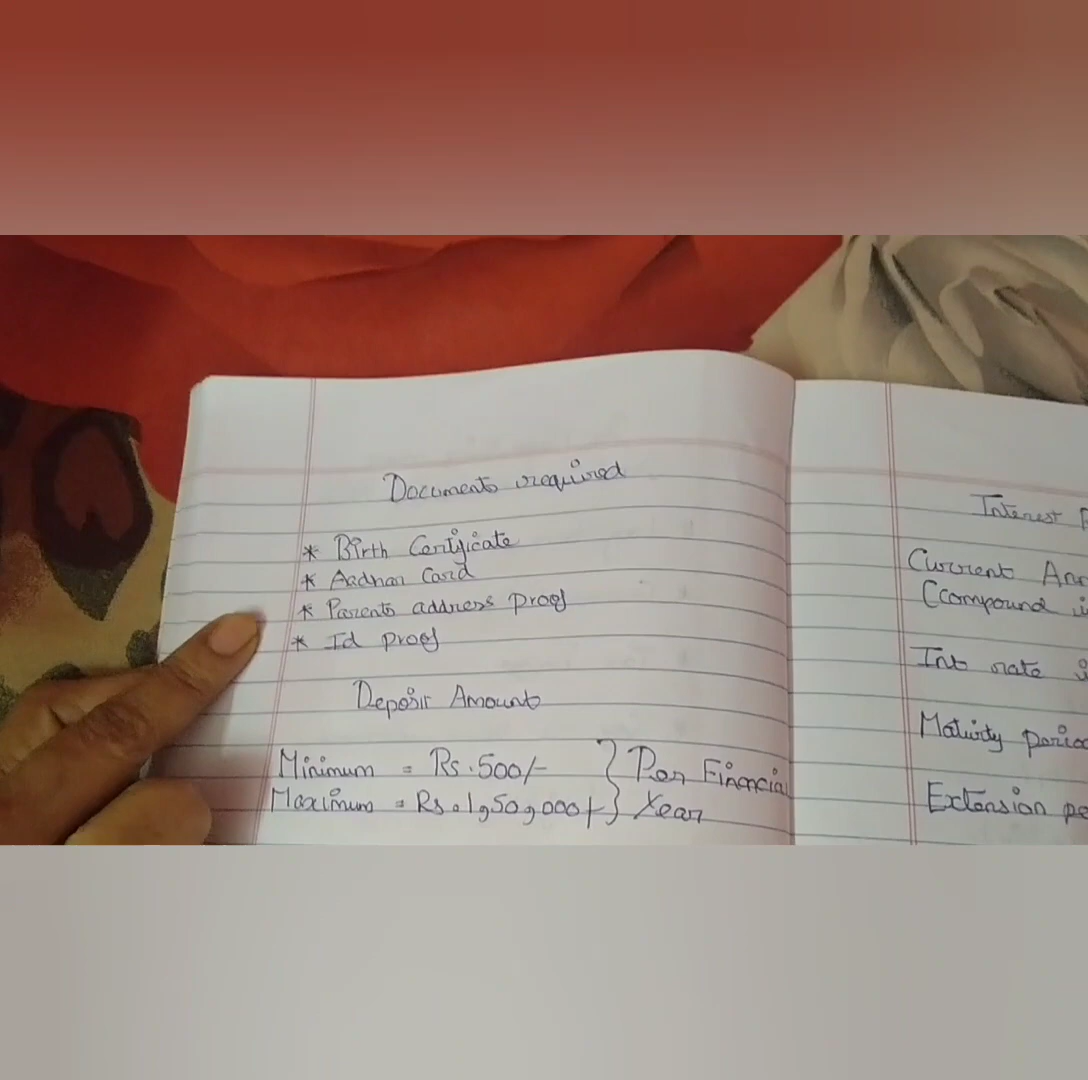 Documents required
* Birth Certificate
* Aadhar Card
* Parents address proof
* Id proof
Deposit Amount
Minimum = Rs.500/- } Per Financial
Maximum = Rs.1,50,000/- } Year
Interest
Current
(compound
Int rate
Maturity
Extension